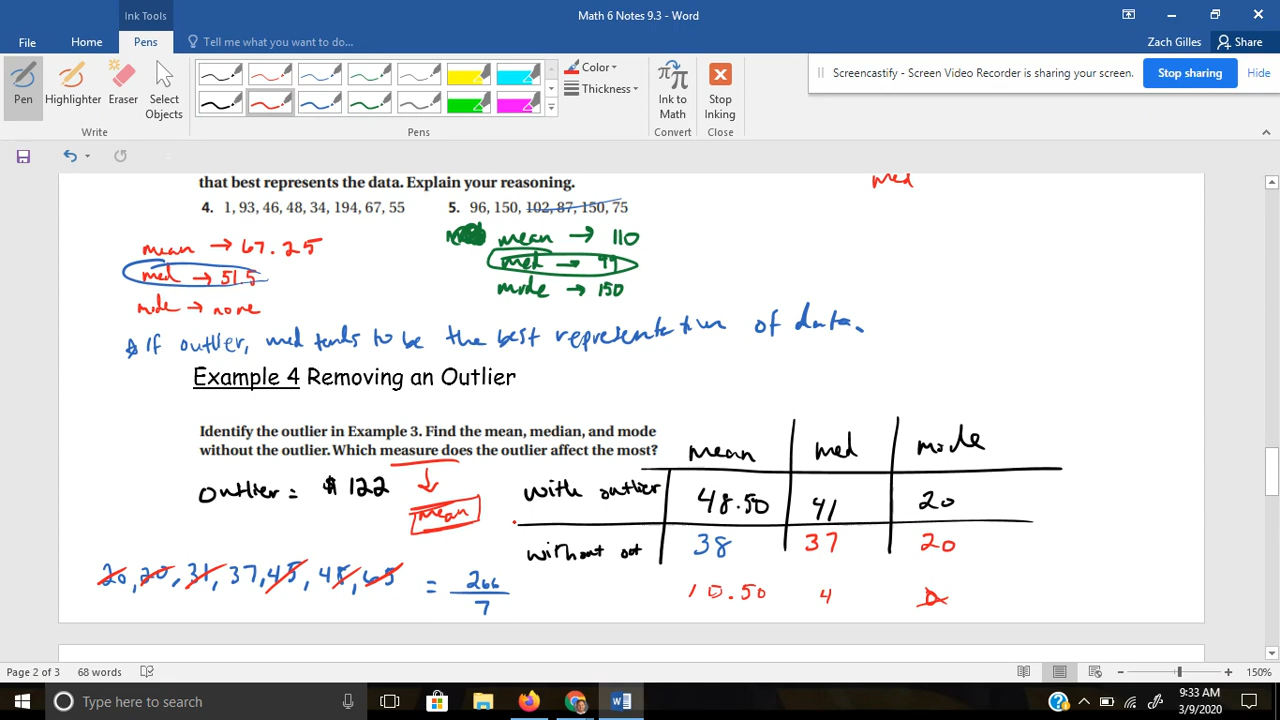 Ink Tools
Math 6 Notes 9.3 - Word
File Home Pens Tell me what you want to do... Zach Gilles Share
Color
Thickness
Pen Highlighter Eraser Select Objects
Ink to Math
Stop Inking
Write Pens Convert Close
Screencastify - Screen Video Recorder is sharing your screen. Stop sharing Hide
that best represents the data. Explain your reasoning.
med
4. 1, 93, 46, 48, 34, 194, 67, 55 5. 96, 150, 102, 87, 150, 75
mean → 67.25
med → 51.5
mode → none
mean → 110
med → 99
mode → 150
* If outlier, med tends to be the best representation of data.
Example 4 Removing an Outlier
Identify the outlier in Example 3. Find the mean, median, and mode
without the outlier. Which measure does the outlier affect the most?
outlier = $ 122
mean
mean med mode
with outlier 48.50 41 20
without out 38 37 20
10.50 4 0
20, 20, 31, 37, 45, 48, 65 = 266
7
Page 2 of 3 68 words 150%
Type here to search
9:33 AM
3/9/2020